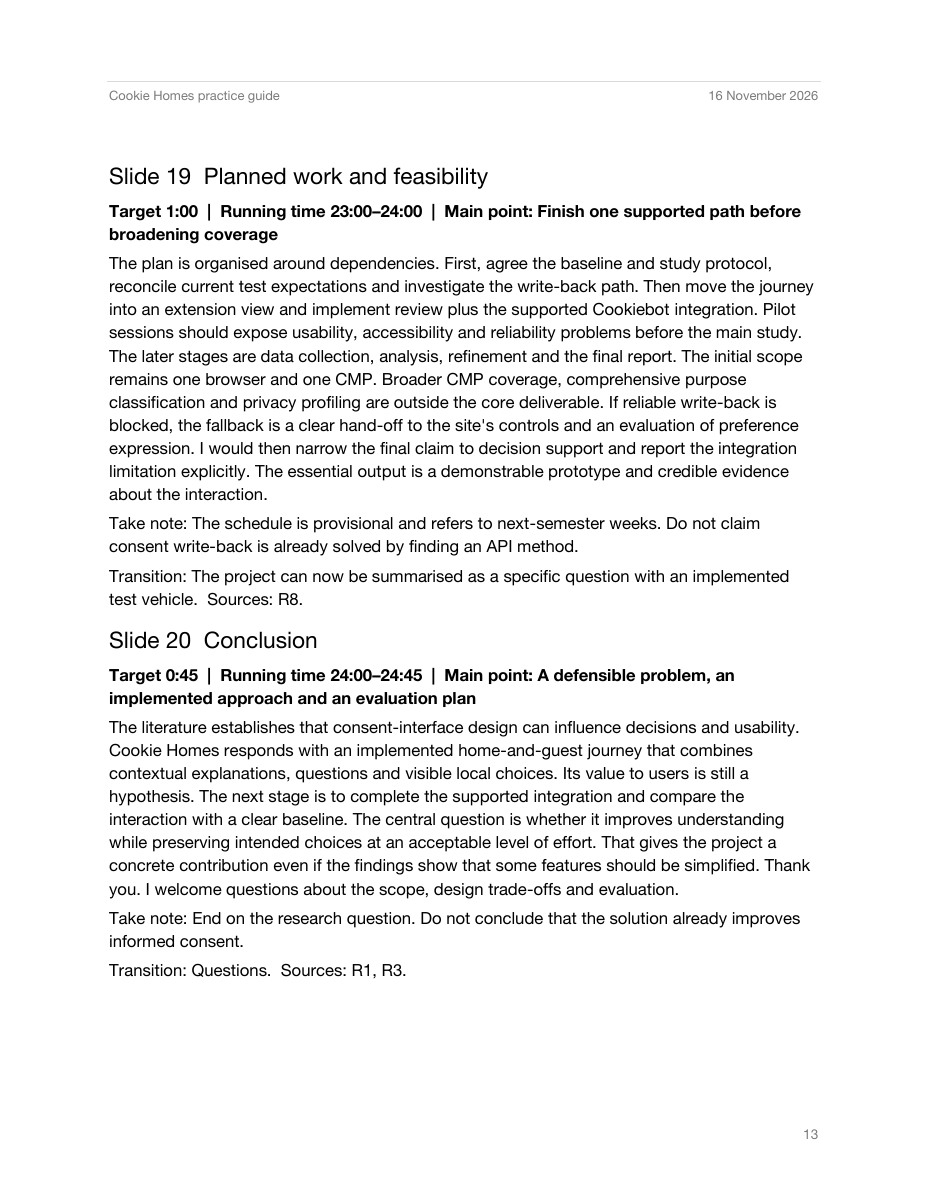 Cookie Homes practice guide
16 November 2026
Slide 19  Planned work and feasibility
Target 1:00 | Running time 23:00–24:00 | Main point: Finish one supported path before
broadening coverage
The plan is organised around dependencies. First, agree the baseline and study protocol,
reconcile current test expectations and investigate the write-back path. Then move the journey
into an extension view and implement review plus the supported Cookiebot integration. Pilot
sessions should expose usability, accessibility and reliability problems before the main study.
The later stages are data collection, analysis, refinement and the final report. The initial scope
remains one browser and one CMP. Broader CMP coverage, comprehensive purpose
classification and privacy profiling are outside the core deliverable. If reliable write-back is
blocked, the fallback is a clear hand-off to the site's controls and an evaluation of preference
expression. I would then narrow the final claim to decision support and report the integration
limitation explicitly. The essential output is a demonstrable prototype and credible evidence
about the interaction.
Take note: The schedule is provisional and refers to next-semester weeks. Do not claim
consent write-back is already solved by finding an API method.
Transition: The project can now be summarised as a specific question with an implemented
test vehicle.  Sources: R8.
Slide 20  Conclusion
Target 0:45 | Running time 24:00–24:45 | Main point: A defensible problem, an
implemented approach and an evaluation plan
The literature establishes that consent-interface design can influence decisions and usability.
Cookie Homes responds with an implemented home-and-guest journey that combines
contextual explanations, questions and visible local choices. Its value to users is still a
hypothesis. The next stage is to complete the supported integration and compare the
interaction with a clear baseline. The central question is whether it improves understanding
while preserving intended choices at an acceptable level of effort. That gives the project a
concrete contribution even if the findings show that some features should be simplified. Thank
you. I welcome questions about the scope, design trade-offs and evaluation.
Take note: End on the research question. Do not conclude that the solution already improves
informed consent.
Transition: Questions.  Sources: R1, R3.
13